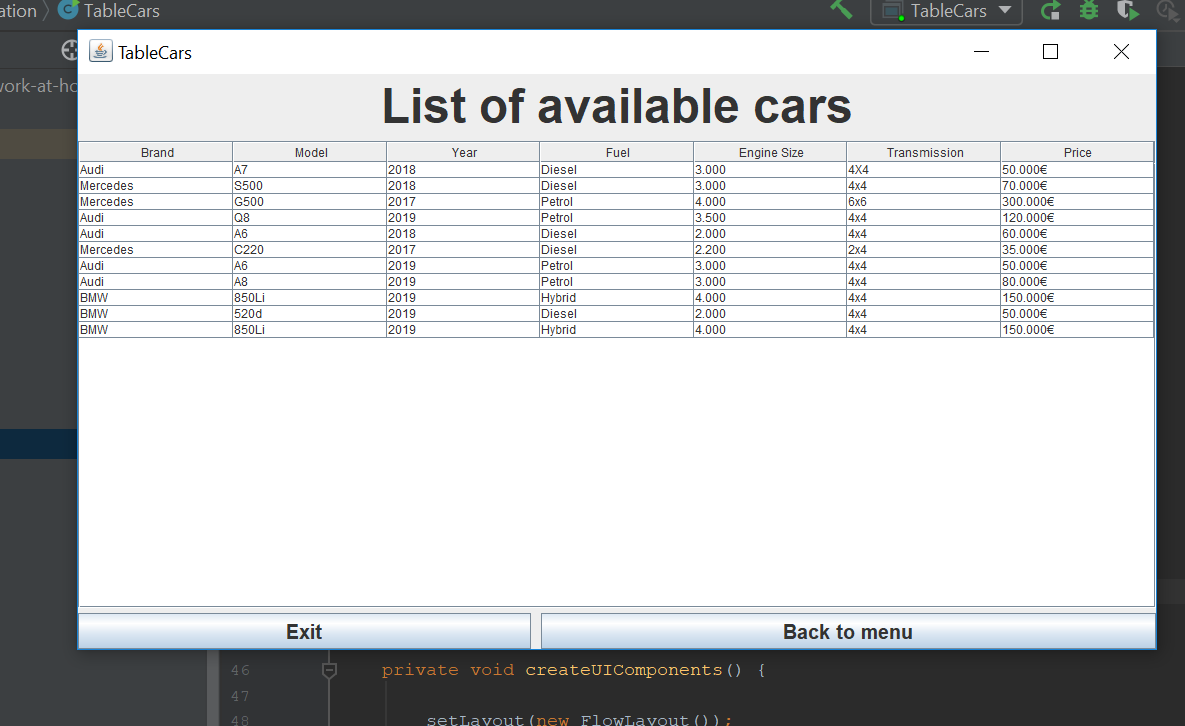 ation TableCars TableCars
TableCars
work-at-ho
List of available cars
Brand Model Year Fuel Engine Size Transmission Price
Audi A7 2018 Diesel 3.000 4X4 50.000€
Mercedes S500 2018 Diesel 3.000 4x4 70.000€
Mercedes G500 2017 Petrol 4.000 6x6 300.000€
Audi Q8 2019 Petrol 3.500 4x4 120.000€
Audi A6 2018 Diesel 2.000 4x4 60.000€
Mercedes C220 2017 Diesel 2.200 2x4 35.000€
Audi A6 2019 Petrol 3.000 4x4 50.000€
Audi A8 2019 Petrol 3.000 4x4 80.000€
BMW 850Li 2019 Hybrid 4.000 4x4 150.000€
BMW 520d 2019 Diesel 2.000 4x4 50.000€
BMW 850Li 2019 Hybrid 4.000 4x4 150.000€
Exit Back to menu
46 private void createUIComponents() {
47
48 setLayout(new FlowLayout());